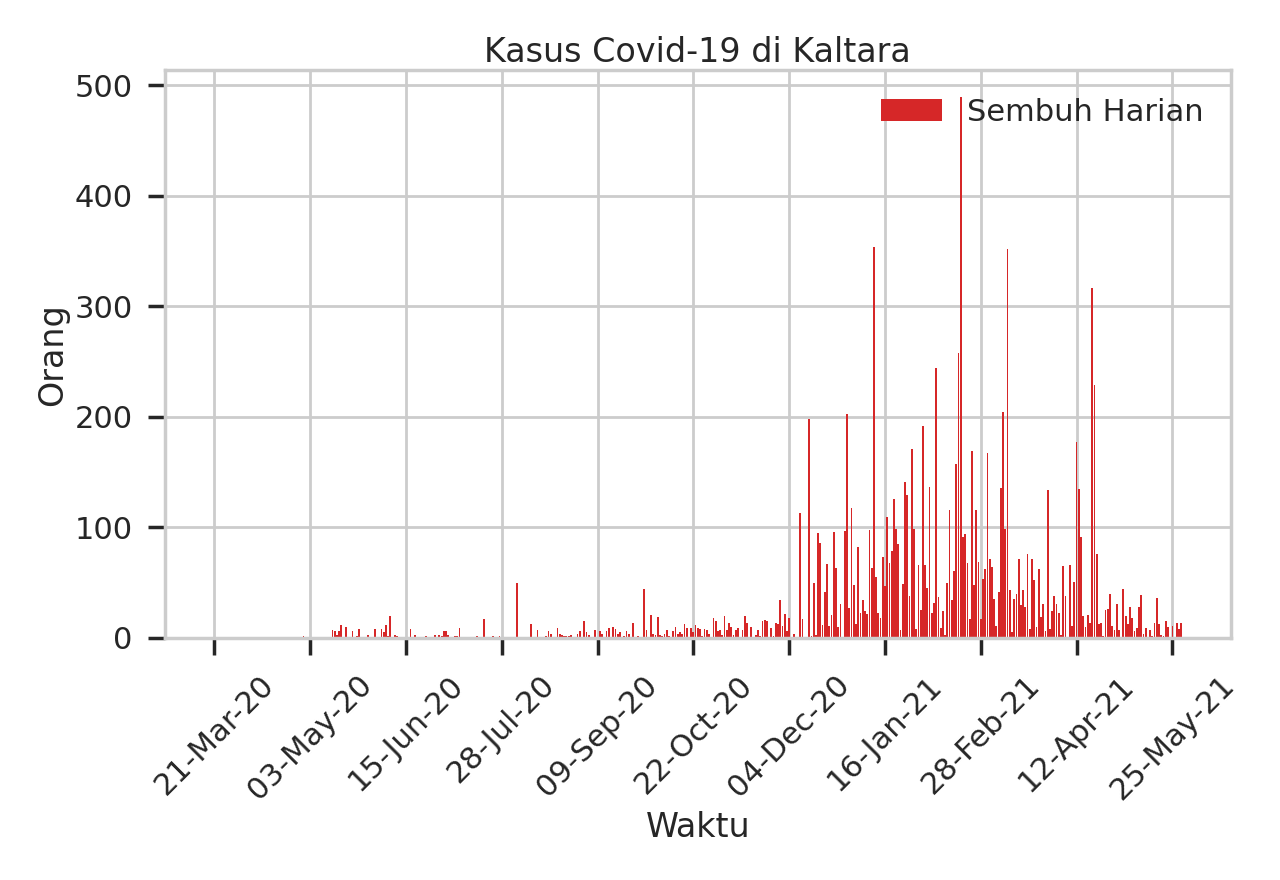 Kasus Covid-19 di Kaltara
Sembuh Harian
Orang
500
400
300
200
100
0
21-Mar-20
03-May-20
15-Jun-20
28-Jul-20
09-Sep-20
22-Oct-20
04-Dec-20
16-Jan-21
28-Feb-21
12-Apr-21
25-May-21
Waktu